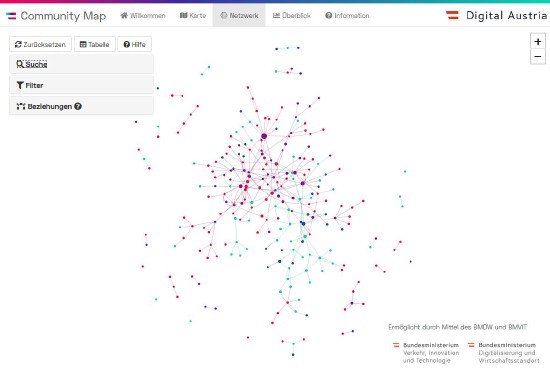 Community Map
Willkommen
Karte
Netzwerk
Überblick
Information
Digital Austria
Zurücksetzen
Tabelle
Hilfe
Suche
Filter
Beziehungen
+
−
Ermöglicht durch Mittel des BMDW und BMVIT
Bundesministerium
Verkehr, Innovation
und Technologie
Bundesministerium
Digitalisierung und
Wirtschaftsstandort